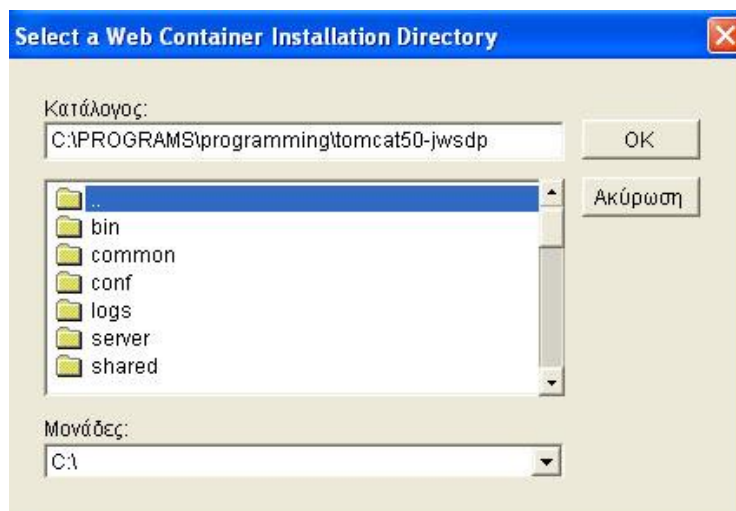 Select a Web Container Installation Directory
Κατάλογος:
C:\PROGRAMS\programming\tomcat50-jwsdp
OK
Ακύρωση
..
bin
common
conf
logs
server
shared
Μονάδες:
C:\